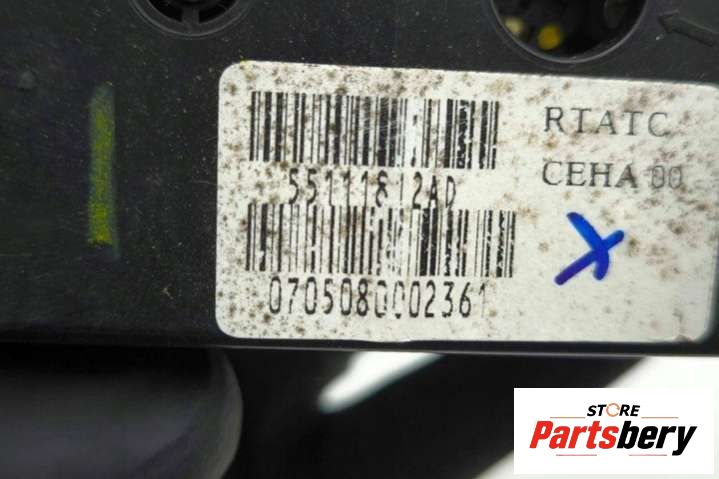 RTATC
CEHA 00
55111812AD
0705080002361
STORE
Partsbery